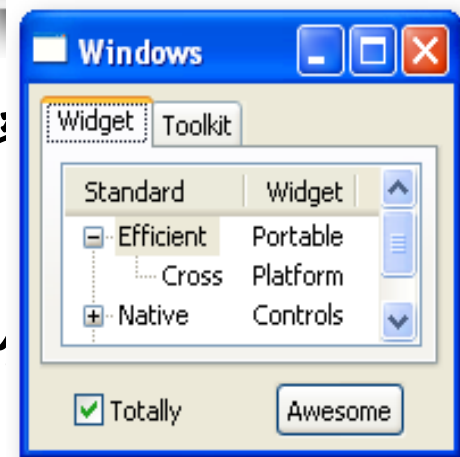 Windows
Widget Toolkit
Standard Widget
Efficient Portable
Cross Platform
Native Controls
Totally Awesome